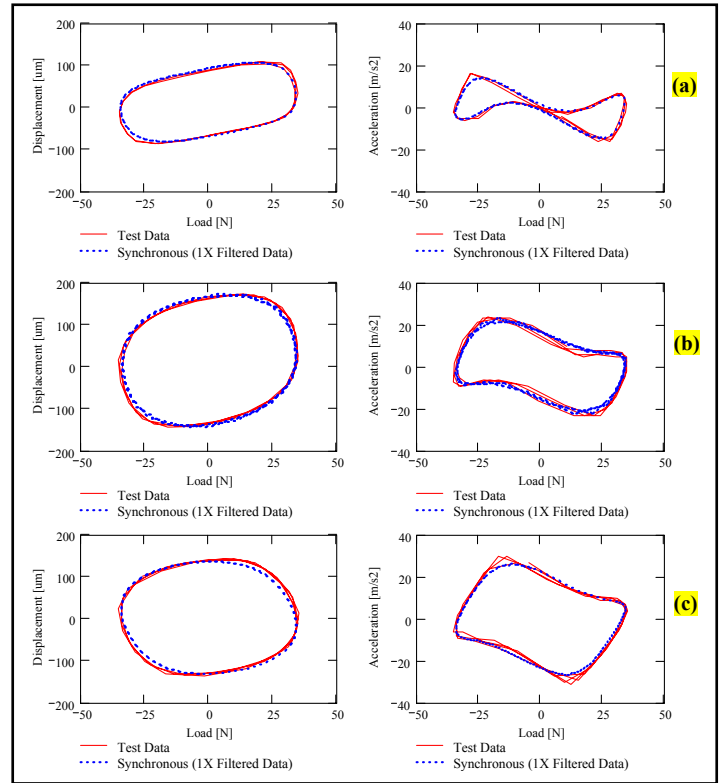 200
100
0
−100
−200
Displacement [um]
−50
−25
0
25
50
Load [N]
Test Data
Synchronous (1X Filtered Data)
40
20
0
−20
−40
Acceleration [m/s2]
−50
−25
0
25
50
Load [N]
Test Data
Synchronous (1X Filtered Data)
(a)
200
100
0
−100
−200
Displacement [um]
−50
−25
0
25
50
Load [N]
Test Data
Synchronous (1X Filtered Data)
40
20
0
−20
−40
Acceleration [m/s2]
−50
−25
0
25
50
Load [N]
Test Data
Synchronous (1X Filtered Data)
(b)
200
100
0
−100
−200
Displacement [um]
−50
−25
0
25
50
Load [N]
Test Data
Synchronous (1X Filtered Data)
40
20
0
−20
−40
Acceleration [m/s2]
−50
−25
0
25
50
Load [N]
Test Data
Synchronous (1X Filtered Data)
(c)